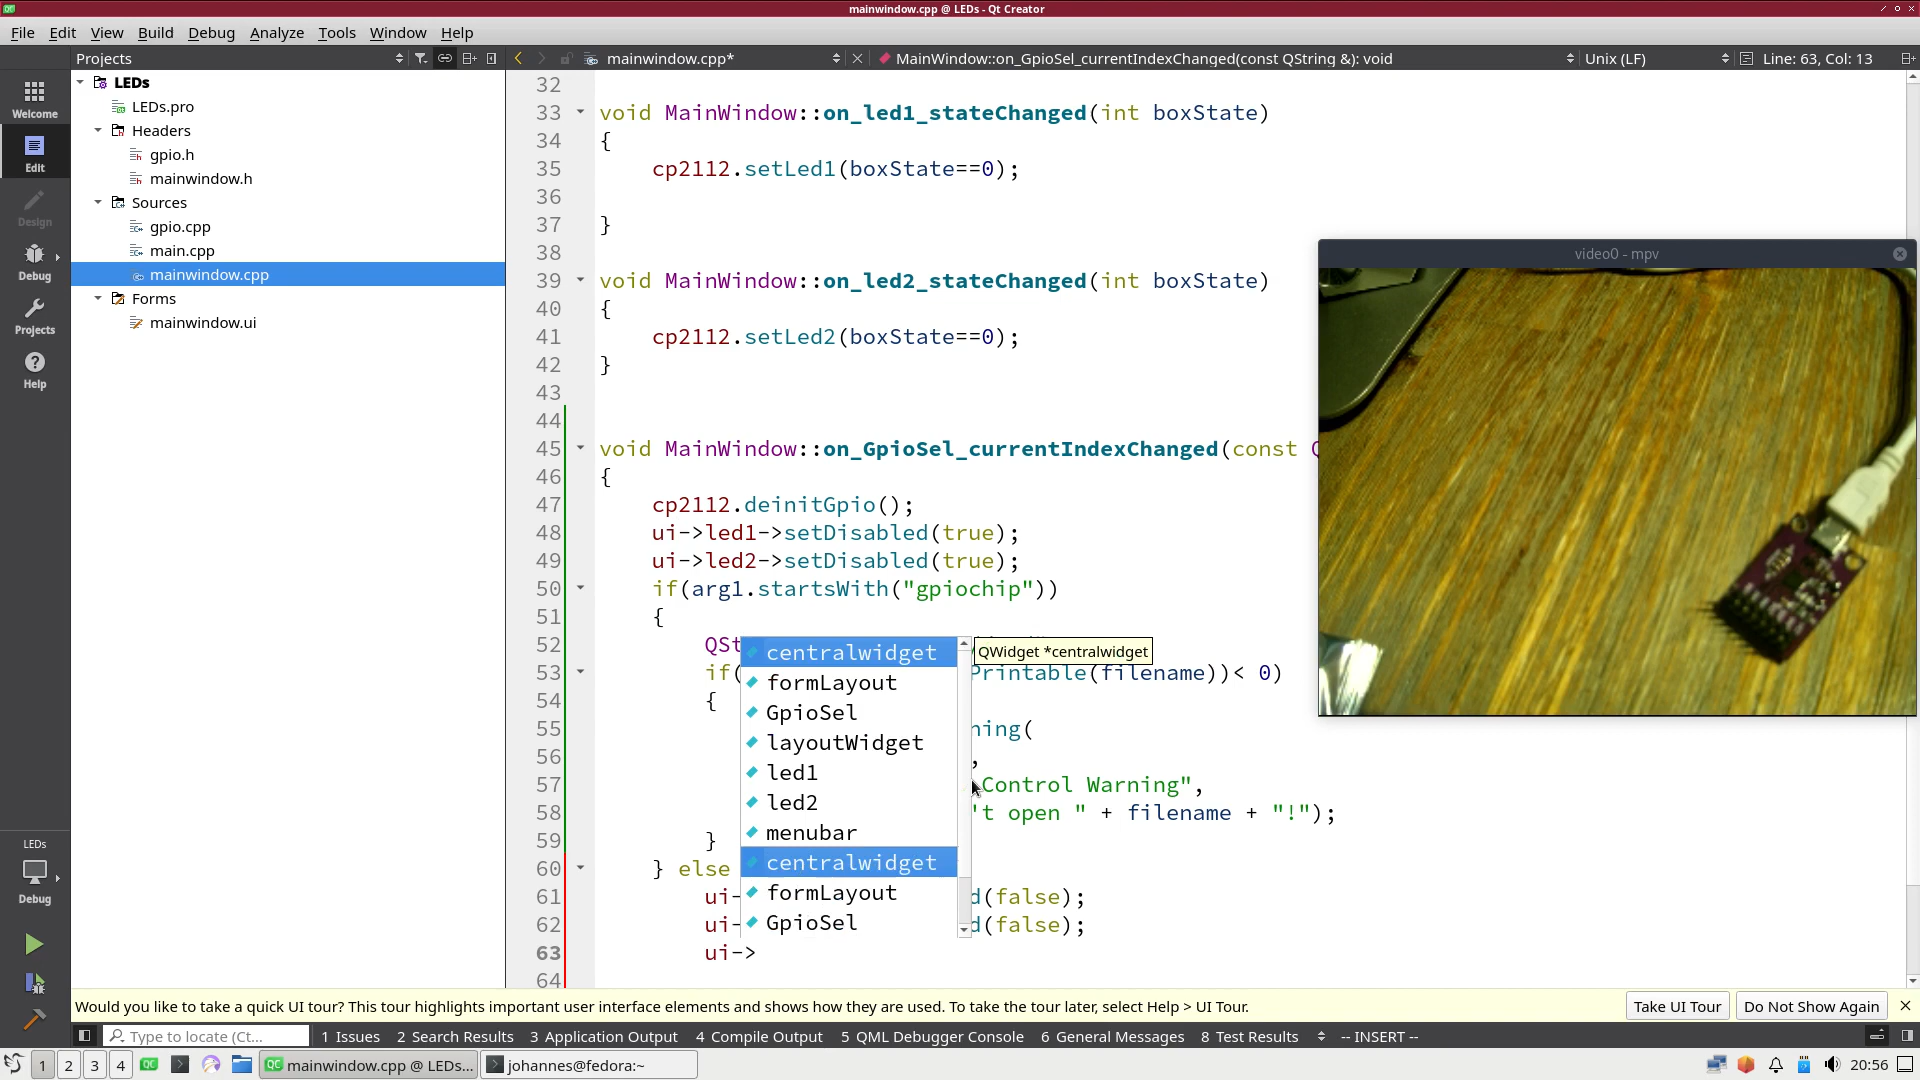 mainwindow.cpp @ LEDs - Qt Creator
File Edit View Build Debug Analyze Tools Window Help
Projects
mainwindow.cpp*
MainWindow::on_GpioSel_currentIndexChanged(const QString &): void
Unix (LF)
Line: 63, Col: 13
Welcome
Edit
Design
Debug
Projects
Help
LEDs
Debug
LEDs
LEDs.pro
Headers
gpio.h
mainwindow.h
Sources
gpio.cpp
main.cpp
mainwindow.cpp
Forms
mainwindow.ui
32
33 void MainWindow::on_led1_stateChanged(int boxState)
34 {
35 cp2112.setLed1(boxState==0);
36
37 }
38
39 void MainWindow::on_led2_stateChanged(int boxState)
40 {
41 cp2112.setLed2(boxState==0);
42 }
43
44
45 void MainWindow::on_GpioSel_currentIndexChanged(const
46 {
47 cp2112.deinitGpio();
48 ui->led1->setDisabled(true);
49 ui->led2->setDisabled(true);
50 if(arg1.startsWith("gpiochip"))
51 {
52 QSt
53 if( Printable(filename))< 0)
54 {
55 ning(
56 ,
57 Control Warning",
58 't open " + filename + "!");
59 }
60 } else
61 ui- d(false);
62 ui- d(false);
63 ui->
64
centralwidget
formLayout
GpioSel
layoutWidget
led1
led2
menubar
centralwidget
formLayout
GpioSel
QWidget *centralwidget
video0 - mpv
Would you like to take a quick UI tour? This tour highlights important user interface elements and shows how they are used. To take the tour later, select Help > UI Tour.
Take UI Tour
Do Not Show Again
Type to locate (Ct...
1 Issues 2 Search Results 3 Application Output 4 Compile Output 5 QML Debugger Console 6 General Messages 8 Test Results
-- INSERT --
1 2 3 4
mainwindow.cpp @ LEDs...
johannes@fedora:~
20:56